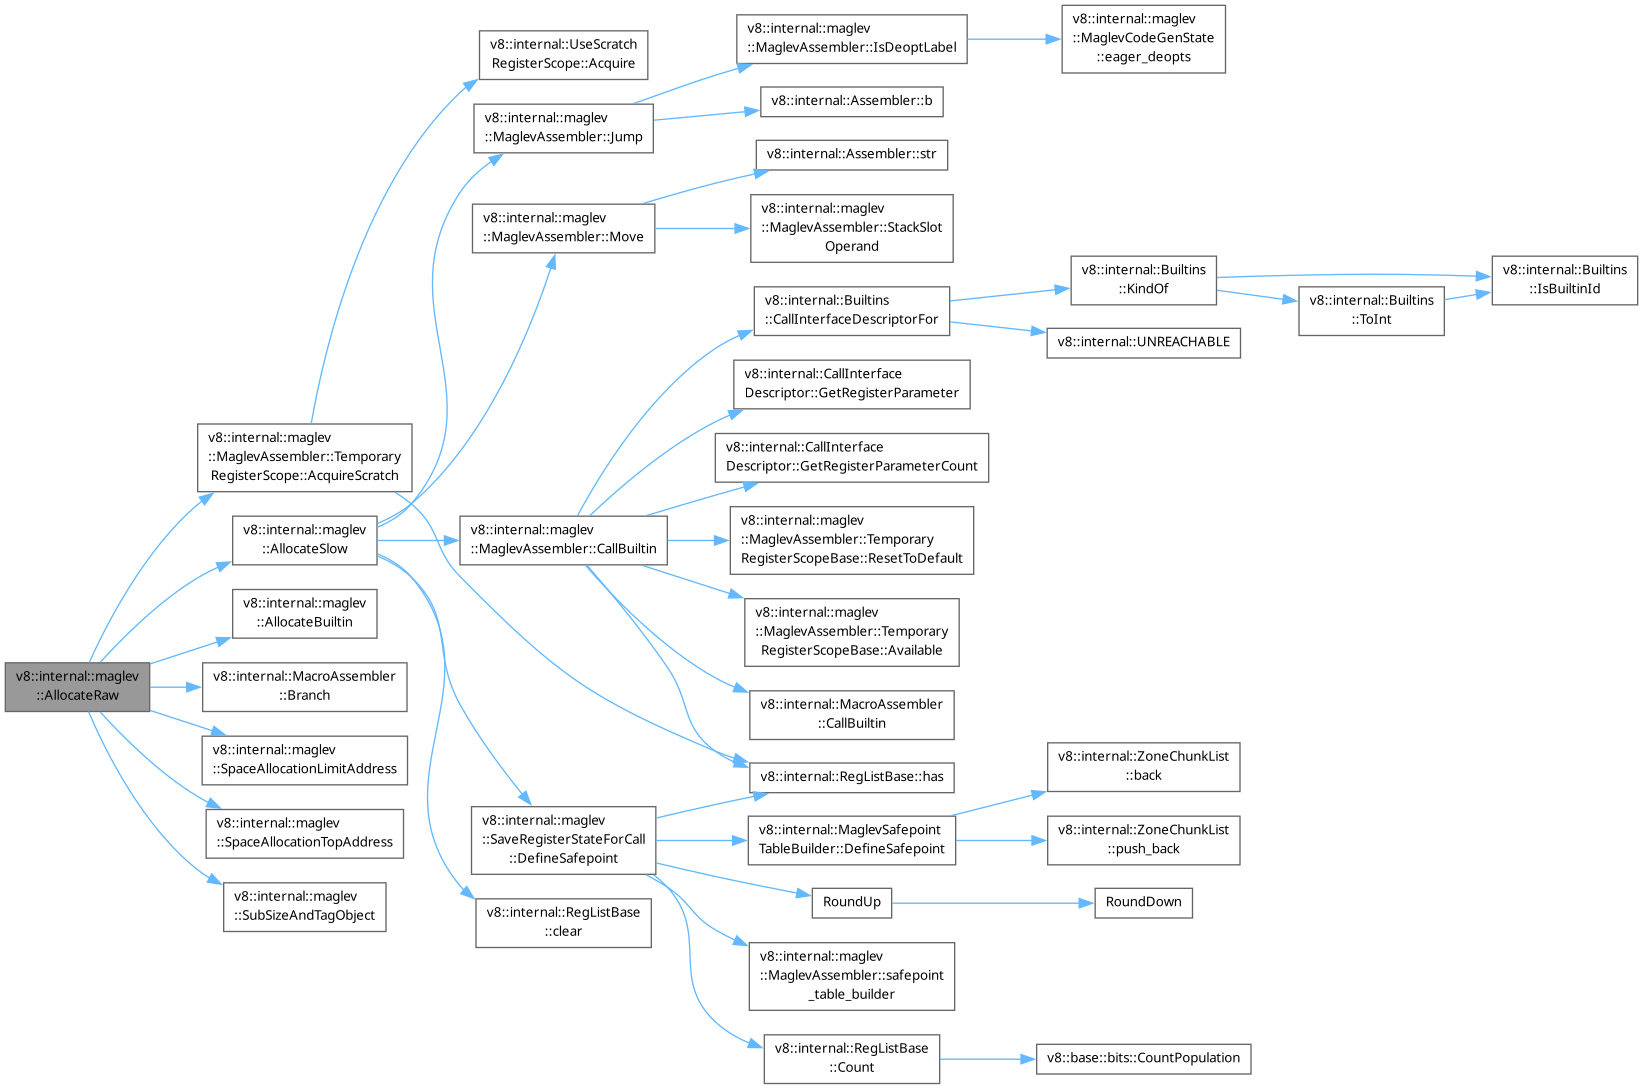 v8::internal::maglev
::AllocateRaw
v8::internal::maglev
::MaglevAssembler::Temporary
RegisterScope::AcquireScratch
v8::internal::maglev
::AllocateSlow
v8::internal::maglev
::AllocateBuiltin
v8::internal::MacroAssembler
::Branch
v8::internal::maglev
::SpaceAllocationLimitAddress
v8::internal::maglev
::SpaceAllocationTopAddress
v8::internal::maglev
::SubSizeAndTagObject
v8::internal::UseScratch
RegisterScope::Acquire
v8::internal::maglev
::MaglevAssembler::Jump
v8::internal::maglev
::MaglevAssembler::Move
v8::internal::maglev
::MaglevAssembler::CallBuiltin
v8::internal::maglev
::SaveRegisterStateForCall
::DefineSafepoint
v8::internal::RegListBase
::clear
v8::internal::maglev
::MaglevAssembler::IsDeoptLabel
v8::internal::Assembler::b
v8::internal::Assembler::str
v8::internal::maglev
::MaglevAssembler::StackSlot
Operand
v8::internal::Builtins
::CallInterfaceDescriptorFor
v8::internal::CallInterface
Descriptor::GetRegisterParameter
v8::internal::CallInterface
Descriptor::GetRegisterParameterCount
v8::internal::maglev
::MaglevAssembler::Temporary
RegisterScopeBase::ResetToDefault
v8::internal::maglev
::MaglevAssembler::Temporary
RegisterScopeBase::Available
v8::internal::MacroAssembler
::CallBuiltin
v8::internal::RegListBase::has
v8::internal::MaglevSafepoint
TableBuilder::DefineSafepoint
RoundUp
v8::internal::maglev
::MaglevAssembler::safepoint
_table_builder
v8::internal::RegListBase
::Count
v8::internal::maglev
::MaglevCodeGenState
::eager_deopts
v8::internal::Builtins
::KindOf
v8::internal::UNREACHABLE
v8::internal::ZoneChunkList
::back
v8::internal::ZoneChunkList
::push_back
RoundDown
v8::base::bits::CountPopulation
v8::internal::Builtins
::ToInt
v8::internal::Builtins
::IsBuiltinId